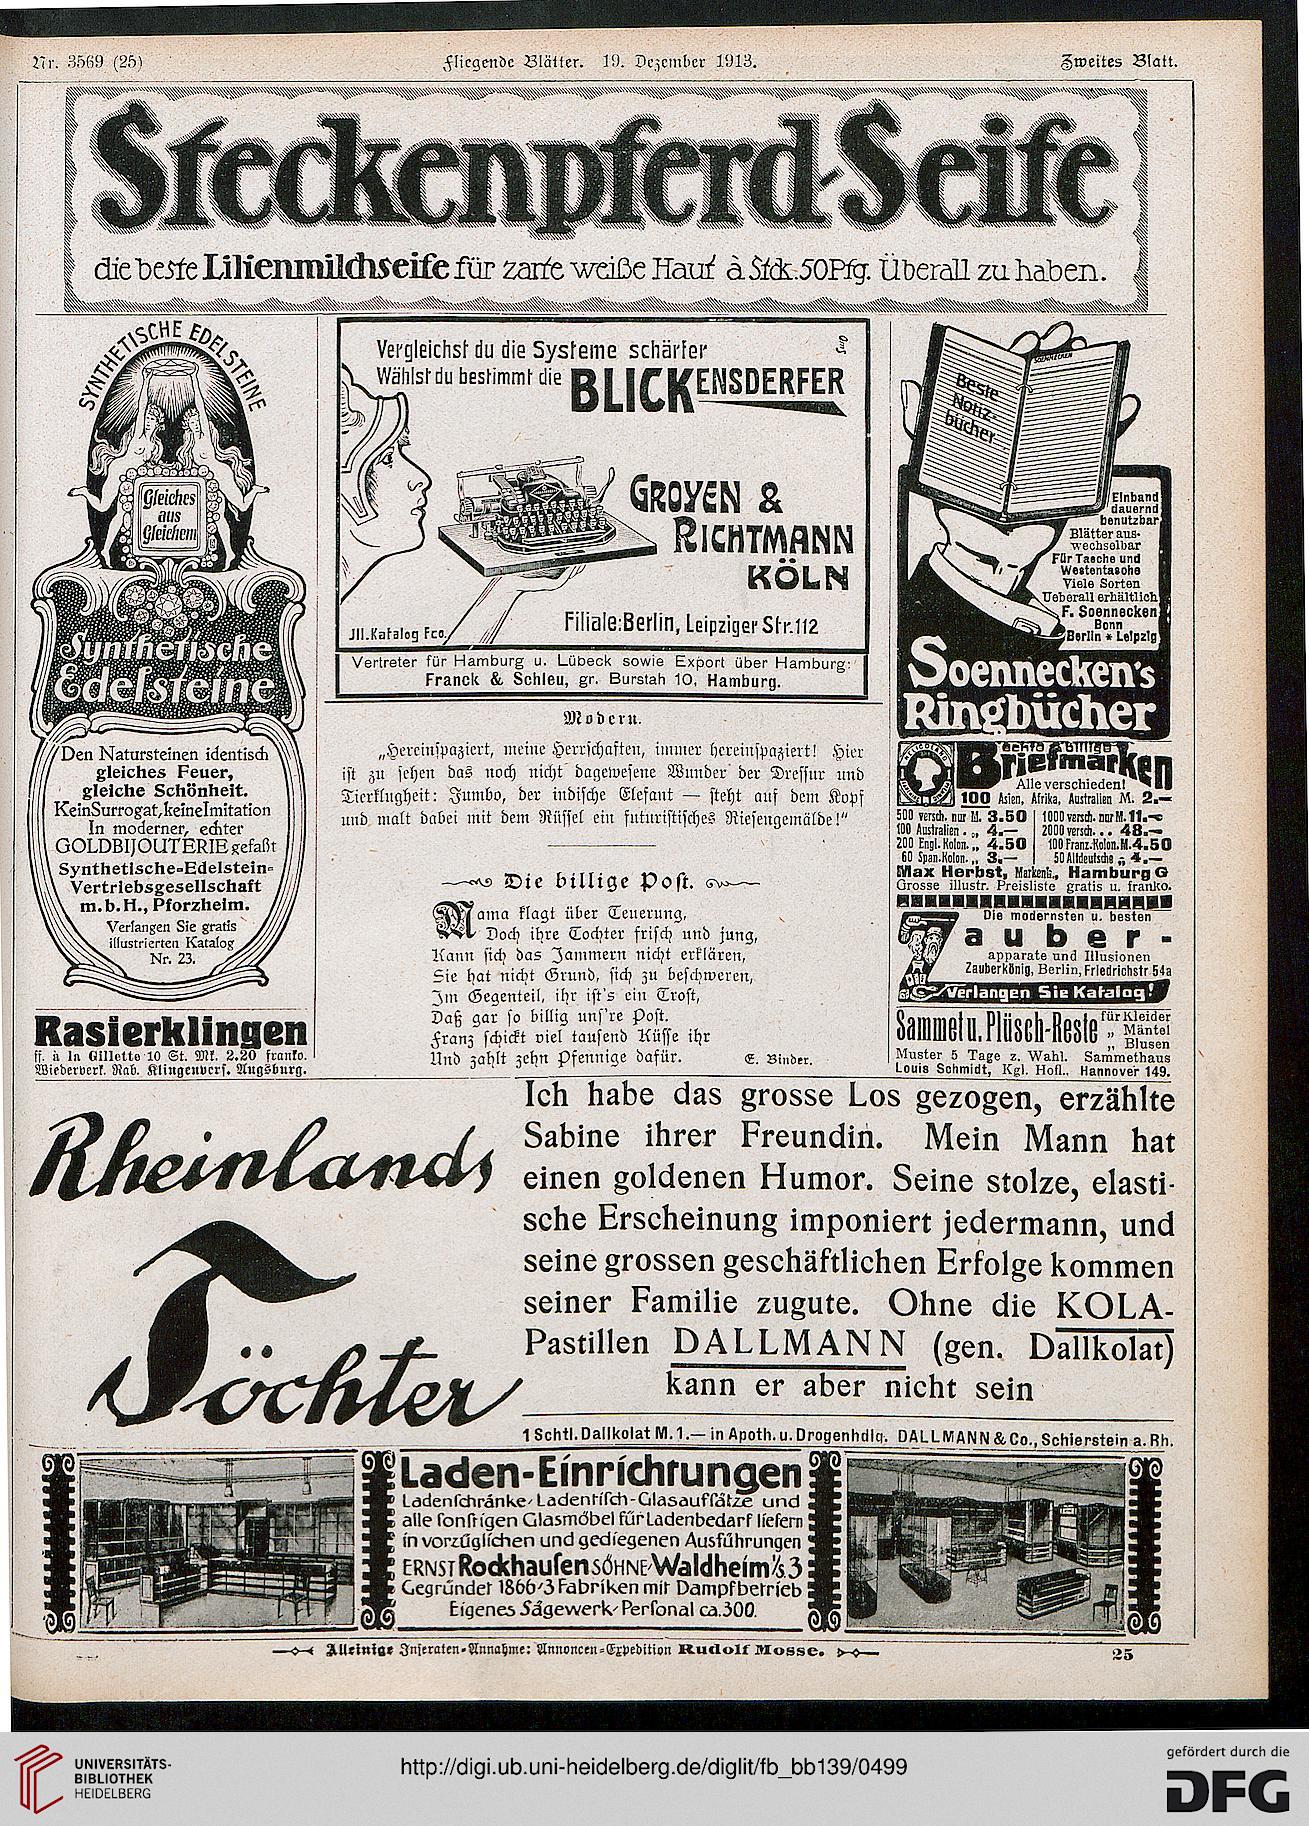 Nr. 3569 (25)
Fliegende Blätter. 19. Dezember 1913.
Zweites Blatt.
Steckenpferd-Seife
die beste Lilienmilchseife für zarte weiße Haut à Stck. 50 Pfg. Überall zu haben.
SYNTHETISCHE EDELSTEINE
Gleiches
aus
Gleichem
Synthetische
Edelsteine
Den Natursteinen identisch
gleiches Feuer,
gleiche Schönheit.
Kein Surrogat, keine Imitation
In moderner, echter
GOLDBIJOUTERIE gefaßt
Synthetische-Edelstein-
Vertriebsgesellschaft
m. b. H., Pforzheim.
Verlangen Sie gratis
illustrierten Katalog
Nr. 23.
Rasierklingen
ff. à la Gillette 10 St. Mk. 2.20 franko.
Wiederverk. Rab. Klingenvers. Augsburg.
Vergleichst du die Systeme schärfer
Wählst du bestimmt die BLICKENSDERFER
GROYEN &
RICHTMANN
KÖLN
Filiale: Berlin, Leipziger Str. 112
Jll. Katalog Fco.
Vertreter für Hamburg u. Lübeck sowie Export über Hamburg:
Franck & Schleu, gr. Burstah 10, Hamburg.
Modern.
„Hereinspaziert, meine Herrschaften, immer hereinspaziert! Hier
ist zu sehen das noch nicht dagewesene Wunder der Dressur und
Tierklugheit: Jumbo, der indische Elefant — steht auf dem Kopf
und malt dabei mit dem Rüssel ein futuristisches Riesengemälde!“
Die billige Post.
Mama klagt über Teuerung,
Doch ihre Tochter frisch und jung,
Kann sich das Jammern nicht erklären,
Sie hat nicht Grund, sich zu beschweren,
Im Gegenteil, ihr ist's ein Trost,
Daß gar so billig uns're Post.
Franz schickt viel tausend Küsse ihr
Und zahlt zehn Pfennige dafür.
E. Binder.
SOENNECKEN
Beste
Notiz-
bücher
Einband
dauernd
benutzbar
Blätter aus-
wechselbar
Für Tasche und
Westentasche
Viele Sorten
Ueberall erhältlich
F. Soennecken
Bonn
Berlin * Leipzig
Soennecken's
Ringbücher
echte billige
Briefmarken
Alle verschieden!
100 Asien, Afrika, Australien M. 2.—
500 versch. nur M. 3.50 | 1000 versch. nur M. 11.—
100 Australien . „ 4.— | 2000 versch. . . 48.—
200 Engl. Kolon. „ 4.50 | 100 Franz. Kolon. M. 4.50
60 Span. Kolon. „ 3.— | 50 Altdeutsche „ 4.—
Max Herbst, Markenh., Hamburg G
Grosse illustr. Preisliste gratis u. franko.
Die modernsten u. besten
Zauber-
apparate und Illusionen
Zauberkönig, Berlin, Friedrichstr. 54a
Verlangen Sie Katalog!
Sammet u. Plüsch-Reste für Kleider
„ Mäntel
„ Blusen
Muster 5 Tage z. Wahl. Sammethaus
Louis Schmidt, Kgl. Hofl., Hannover 149.
Rheinlands
Töchter
Ich habe das grosse Los gezogen, erzählte
Sabine ihrer Freundin. Mein Mann hat
einen goldenen Humor. Seine stolze, elasti-
sche Erscheinung imponiert jedermann, und
seine grossen geschäftlichen Erfolge kommen
seiner Familie zugute. Ohne die KOLA-
Pastillen DALLMANN (gen. Dallkolat)
kann er aber nicht sein
1 Schtl. Dallkolat M. 1.— in Apoth. u. Drogenhdlg. DALLMANN & Co., Schierstein a. Rh.
Laden-Einrichtungen
Ladenschränke-Ladentisch-Glasaufsätze und
alle sonstigen Glasmöbel für Ladenbedarf liefern
in vorzüglichen und gediegenen Ausführungen
ERNST Rockhausen SÖHNE-Waldheim i/S. 3
Gegründet 1866-3 Fabriken mit Dampfbetrieb
Eigenes Sägewerk-Personal ca. 300.
Alleinige Inseraten-Annahme: Annoncen-Expedition Rudolf Mosse.
25
UNIVERSITÄTS-
BIBLIOTHEK
HEIDELBERG
http://digi.ub.uni-heidelberg.de/diglit/fb_bb139/0499
gefördert durch die
DFG